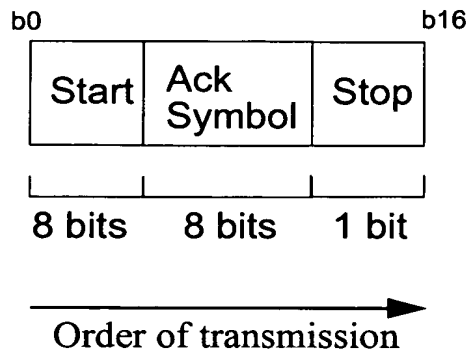 b0 b16
Start Ack Symbol Stop
8 bits 8 bits 1 bit
Order of transmission